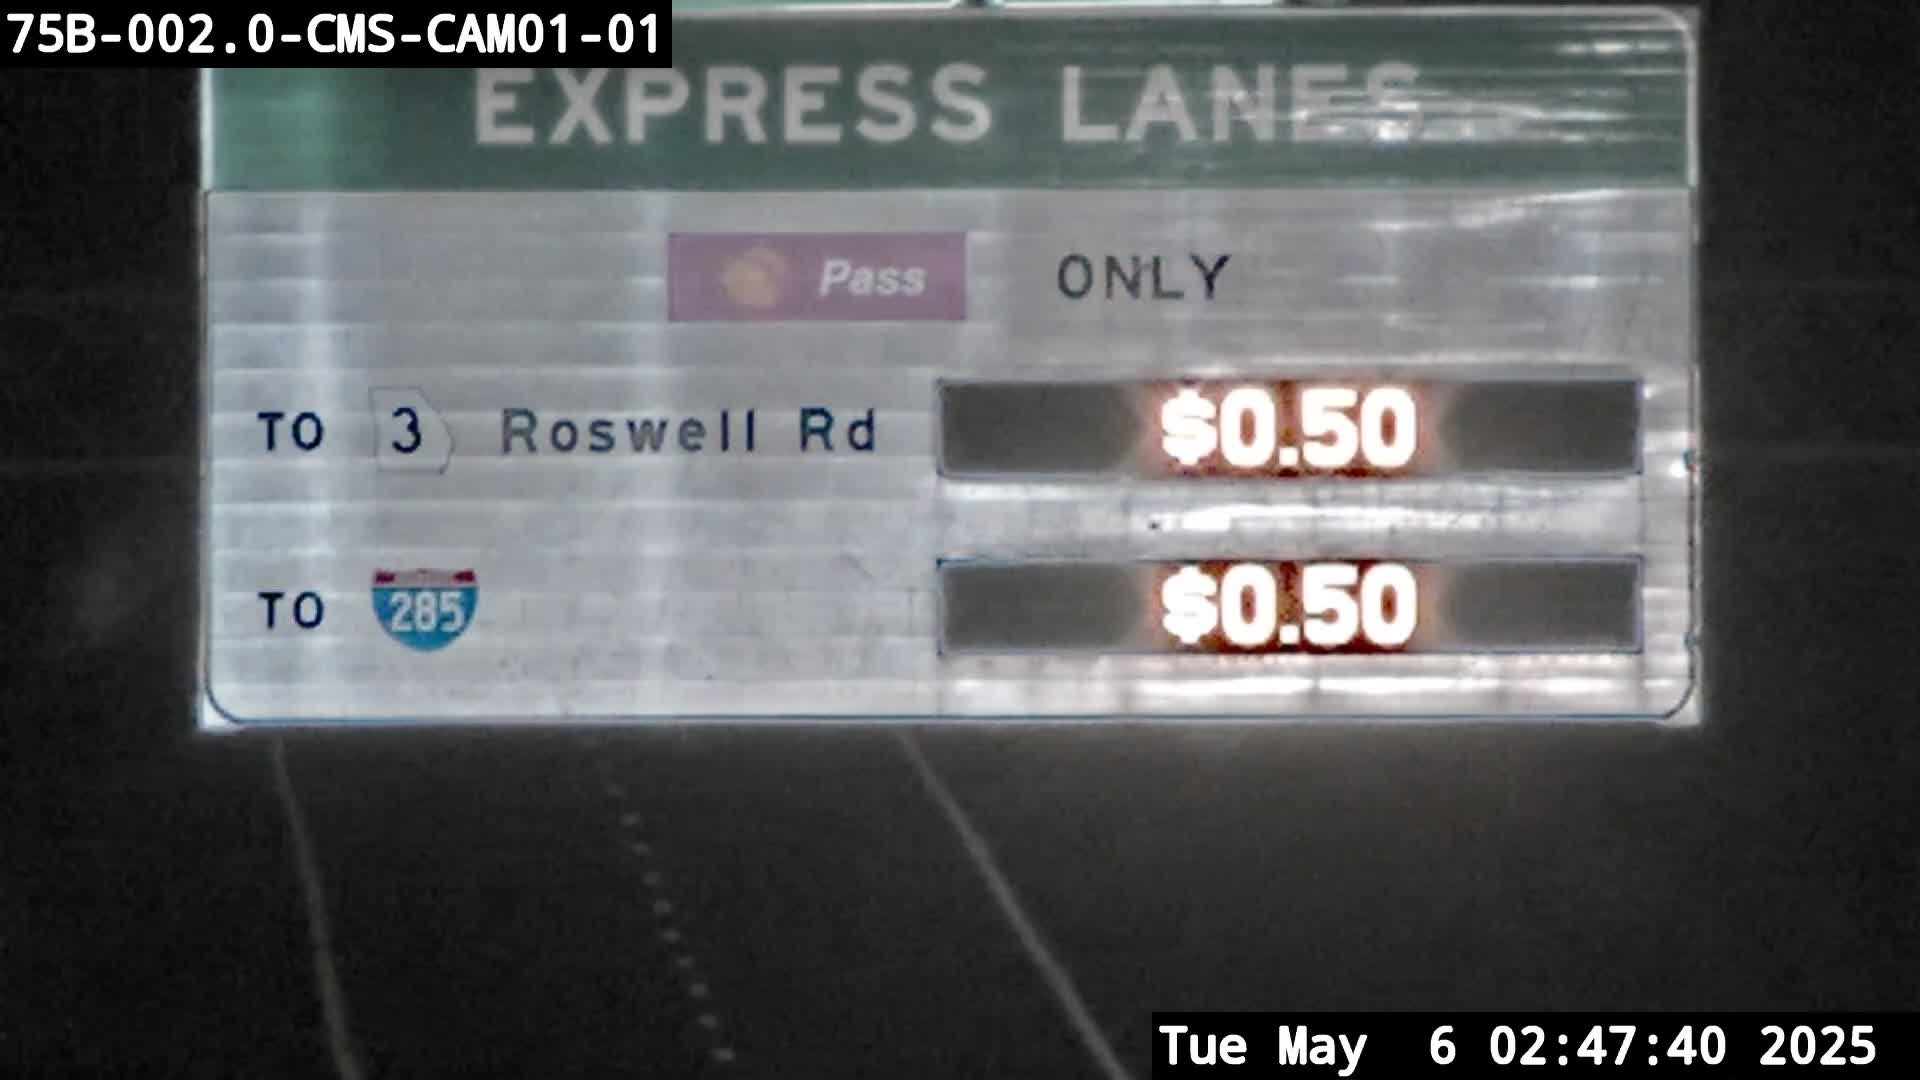 75B-002.0-CMS-CAM01-01
EXPRESS LANES
Pass ONLY
TO 3 Roswell Rd $0.50
TO 285 $0.50
Tue May 6 02:47:40 2025